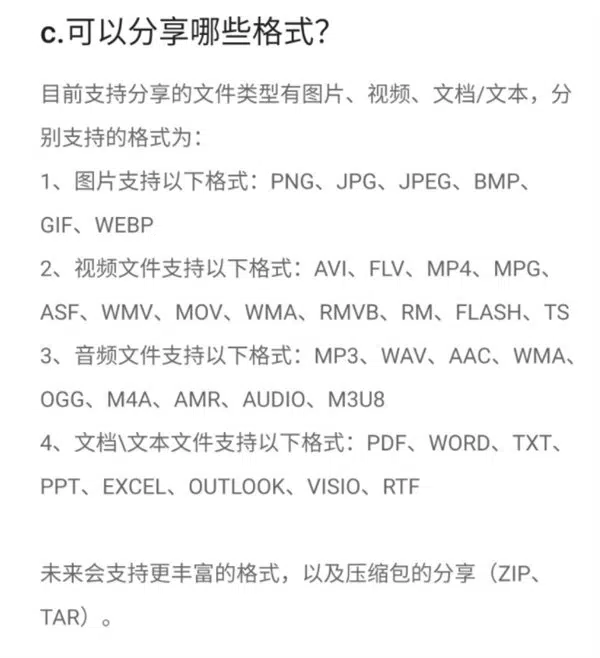 c.可以分享哪些格式？
目前支持分享的文件类型有图片、视频、文档/文本，分
别支持的格式为：
1、图片支持以下格式：PNG、JPG、JPEG、BMP、
GIF、WEBP
2、视频文件支持以下格式：AVI、FLV、MP4、MPG、
ASF、WMV、MOV、WMA、RMVB、RM、FLASH、TS
3、音频文件支持以下格式：MP3、WAV、AAC、WMA、
OGG、M4A、AMR、AUDIO、M3U8
4、文档\文本文件支持以下格式：PDF、WORD、TXT、
PPT、EXCEL、OUTLOOK、VISIO、RTF
未来会支持更丰富的格式，以及压缩包的分享（ZIP、
TAR）。